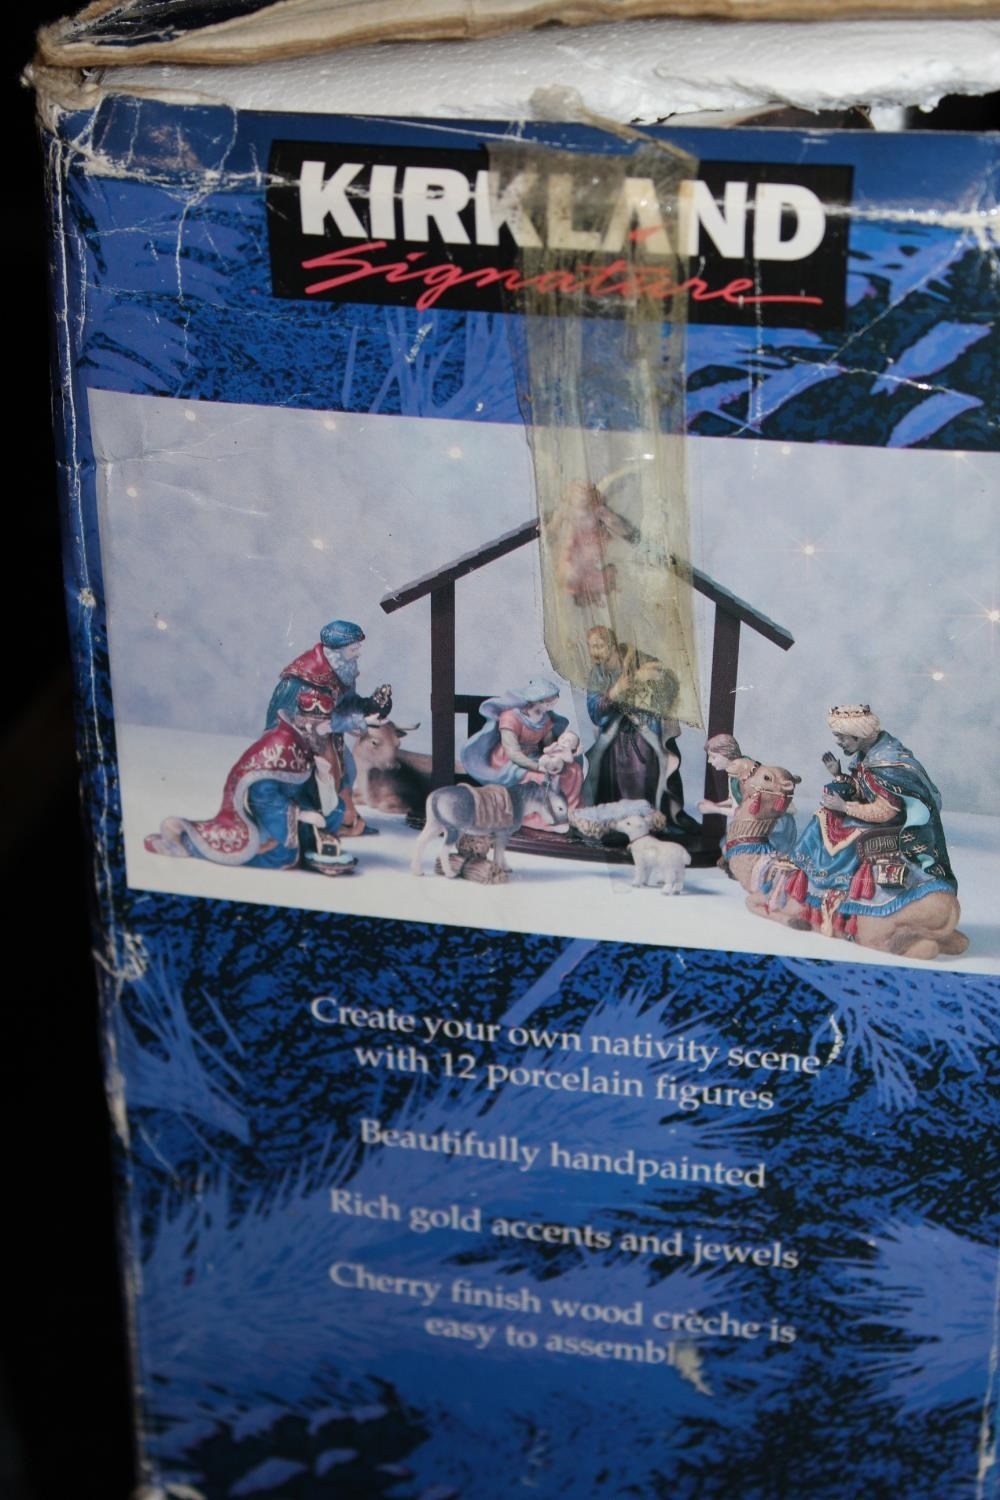 KIRKLAND
Signature
Create your own nativity scene
with 12 porcelain figures
Beautifully handpainted
Rich gold accents and jewels
Cherry finish wood crèche is
easy to assembl